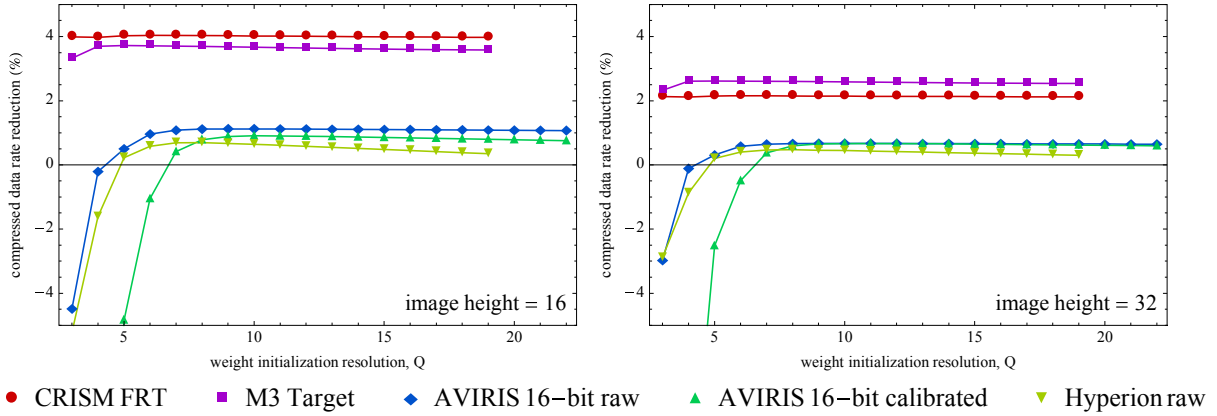 compressed data rate reduction (%)
4
2
0
−2
−4
image height = 16
5
10
15
20
weight initialization resolution, Q
compressed data rate reduction (%)
4
2
0
−2
−4
image height = 32
5
10
15
20
weight initialization resolution, Q
CRISM FRT
M3 Target
AVIRIS 16−bit raw
AVIRIS 16−bit calibrated
Hyperion raw